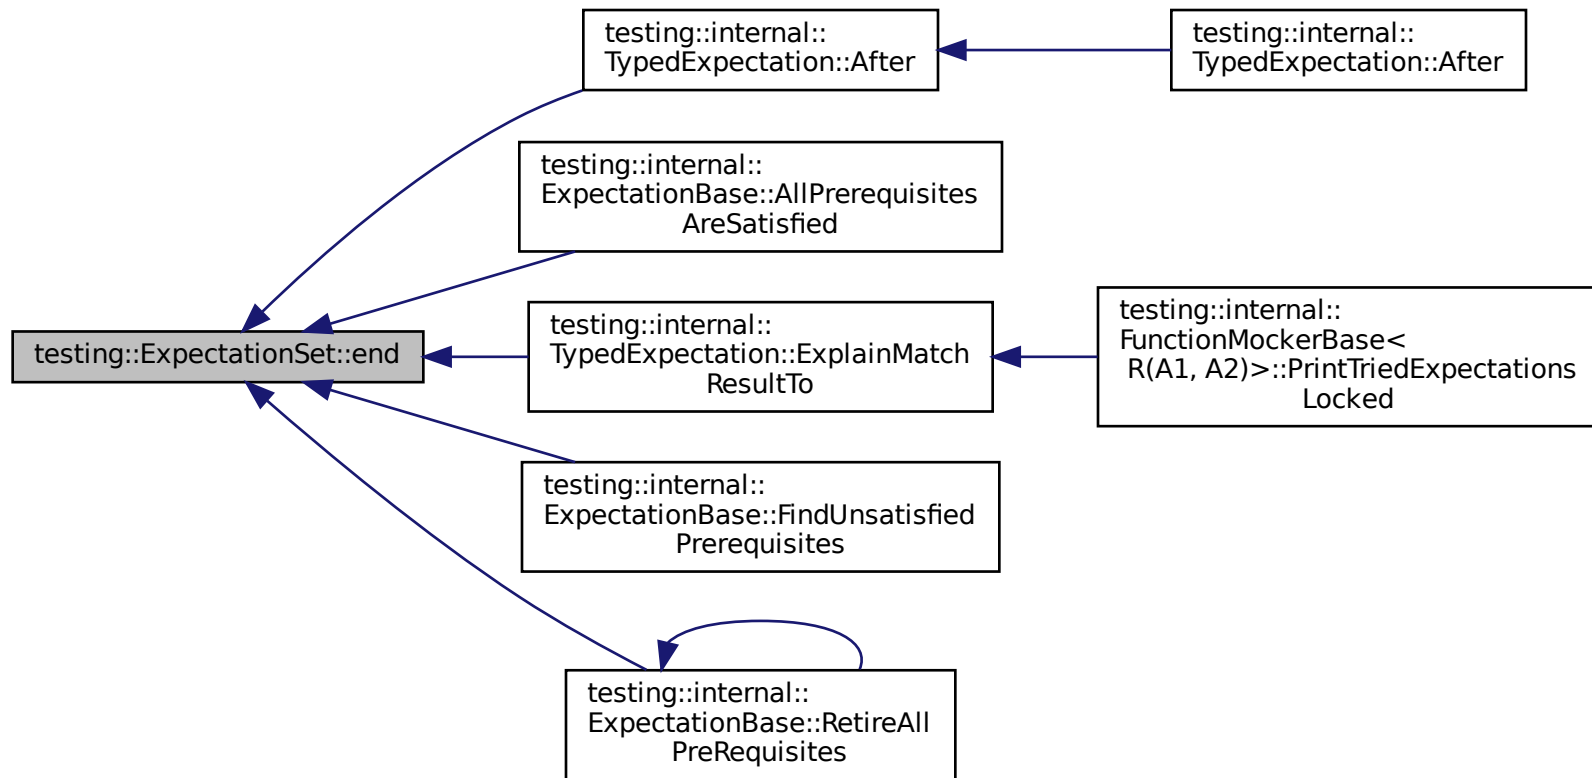 testing::internal::
TypedExpectation::After
testing::internal::
TypedExpectation::After
testing::internal::
ExpectationBase::AllPrerequisites
AreSatisfied
testing::ExpectationSet::end
testing::internal::
TypedExpectation::ExplainMatch
ResultTo
testing::internal::
FunctionMockerBase<
R(A1, A2)>::PrintTriedExpectations
Locked
testing::internal::
ExpectationBase::FindUnsatisfied
Prerequisites
testing::internal::
ExpectationBase::RetireAll
PreRequisites